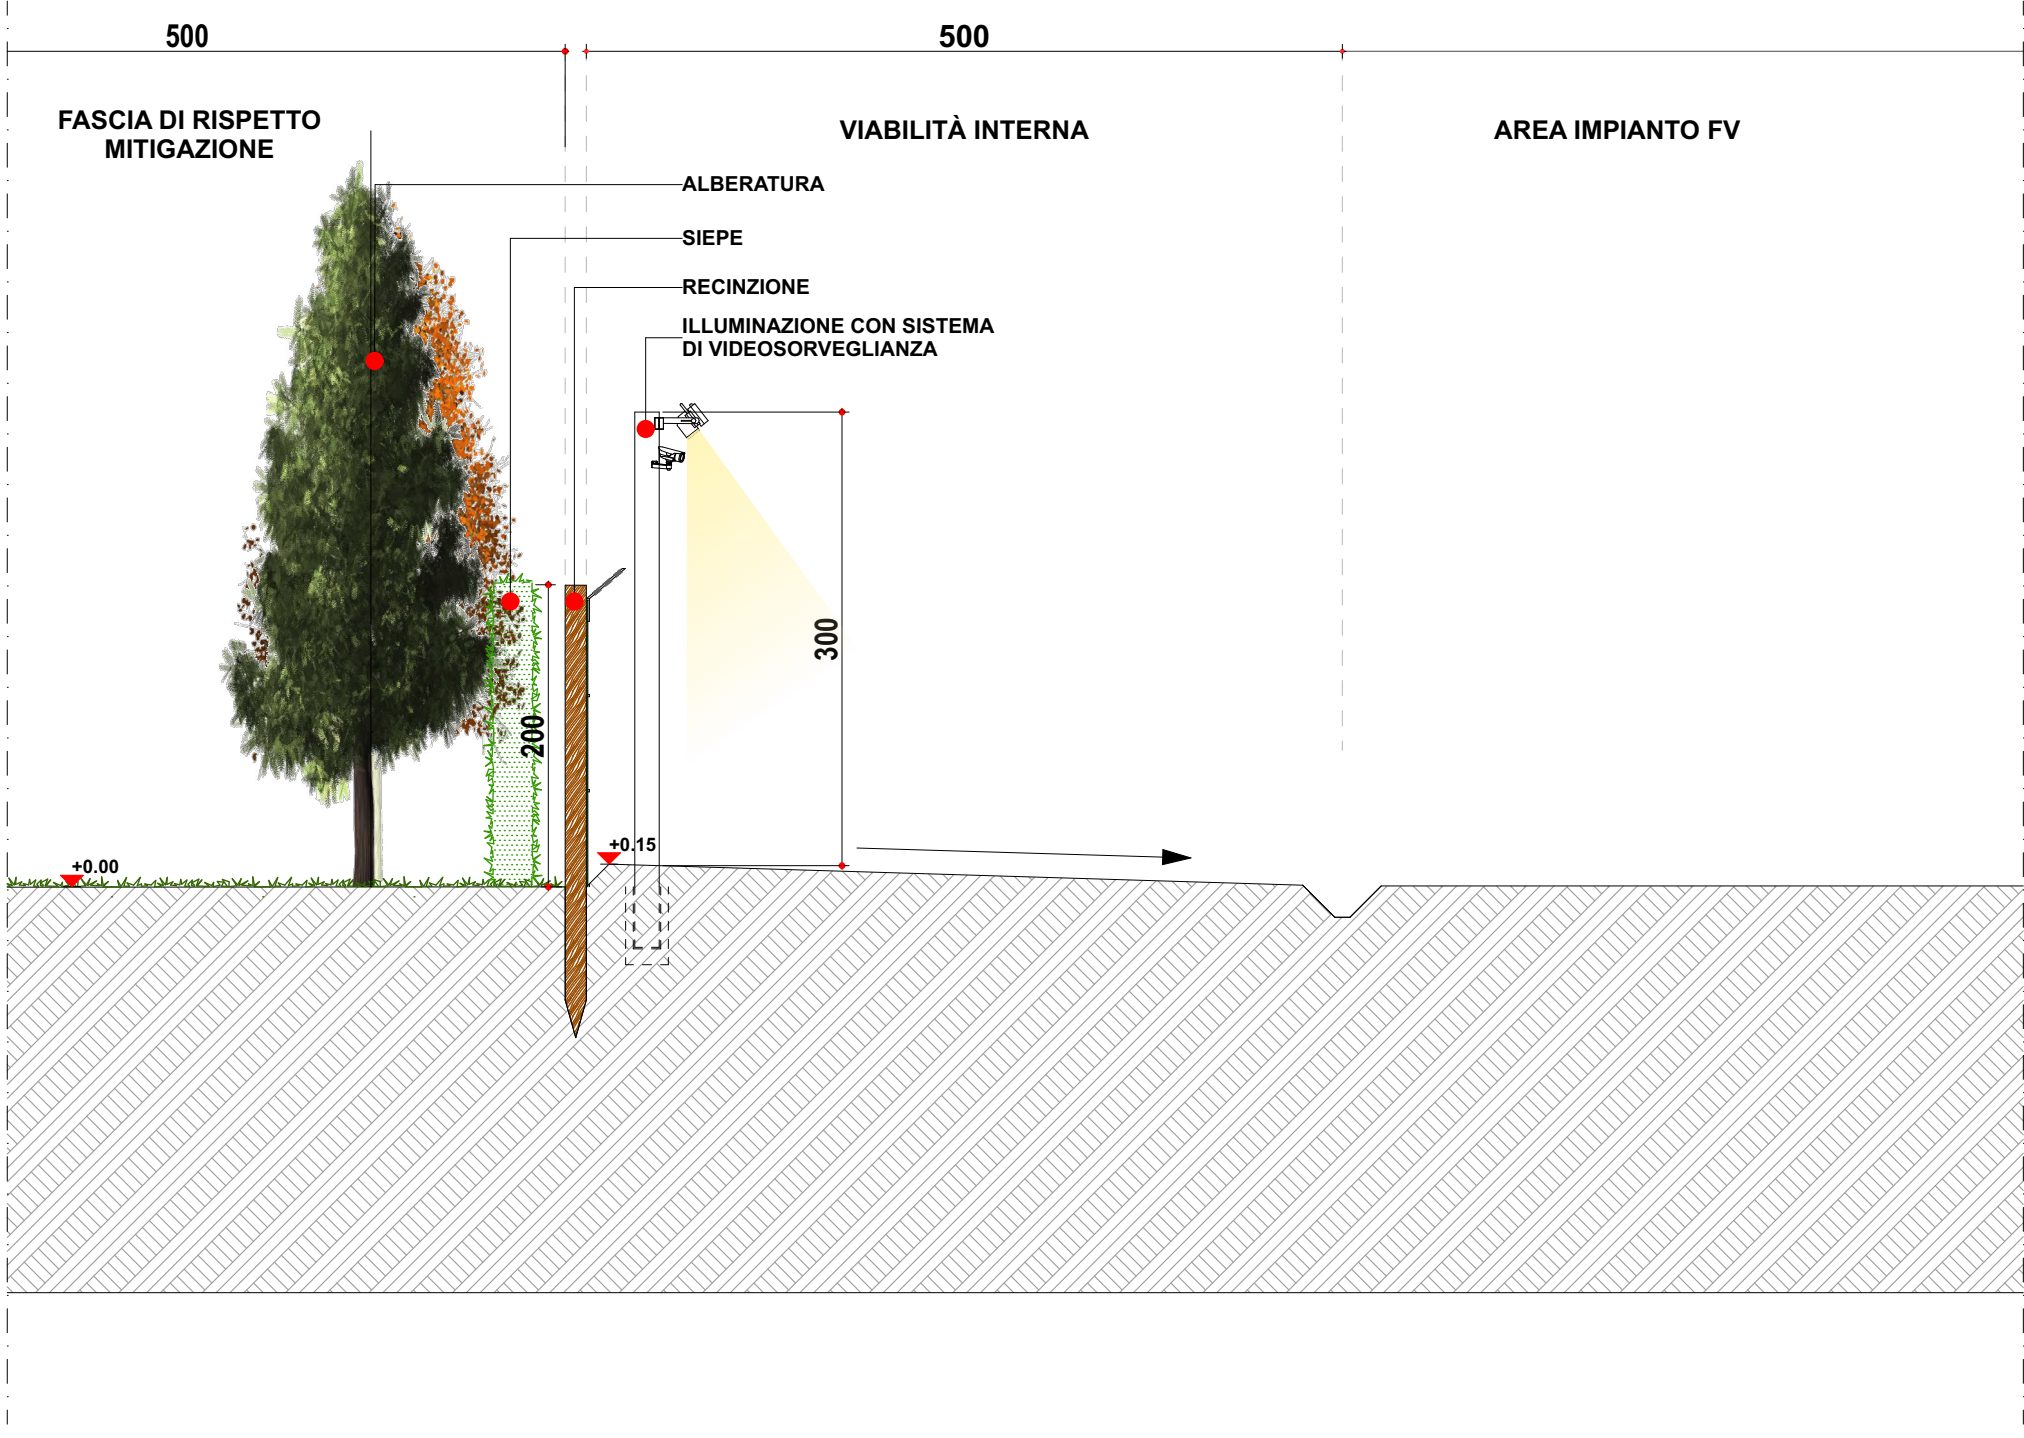 500
500
FASCIA DI RISPETTO
MITIGAZIONE
VIABILITÀ INTERNA
AREA IMPIANTO FV
ALBERATURA
SIEPE
RECINZIONE
ILLUMINAZIONE CON SISTEMA
DI VIDEOSORVEGLIANZA
300
200
+0.15
+0.00